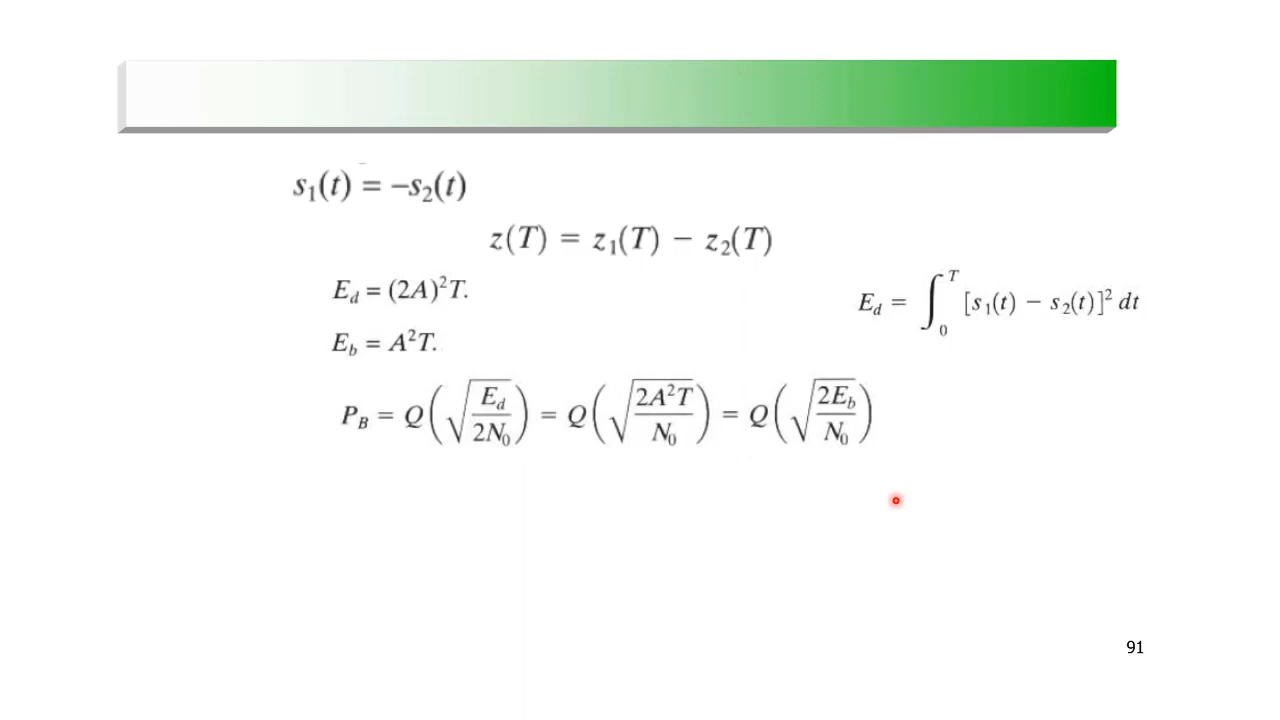 s₁(t) = –s₂(t)
z(T) = z₁(T) − z₂(T)
E_d = (2A)²T.
E_d = ∫₀ᵀ [s₁(t) − s₂(t)]² dt
E_b = A²T.
P_B = Q(√(E_d/2N₀)) = Q(√(2A²T/N₀)) = Q(√(2E_b/N₀))
91